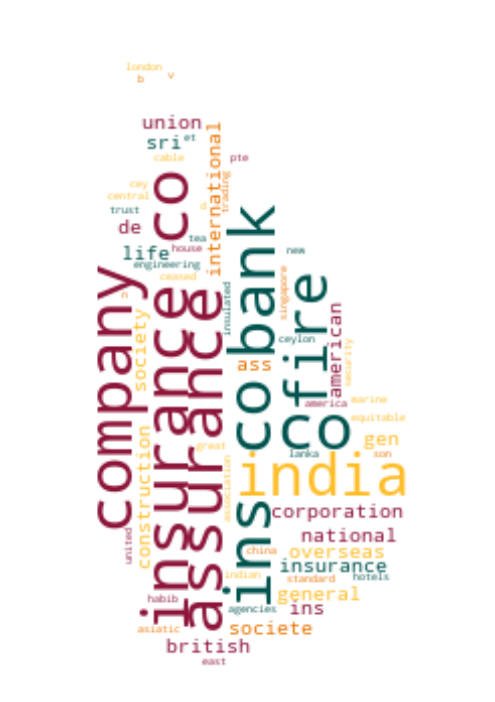 london
b
v
union
sri
et
cable
pte
international
cey
central
trading
trust
co
d
de
tea
house
life
engineering
ceased
bank
new
company
insurance
assurance
insulated
singapore
fire
society
ceylon
american
security
ass
america
marine
equitable
co
co
gen
great
lanka
son
india
construction
association
ins
corporation
united
national
china
overseas
insurance
indian
standard
hotels
general
habib
agencies
ins
asiatic
societe
british
east